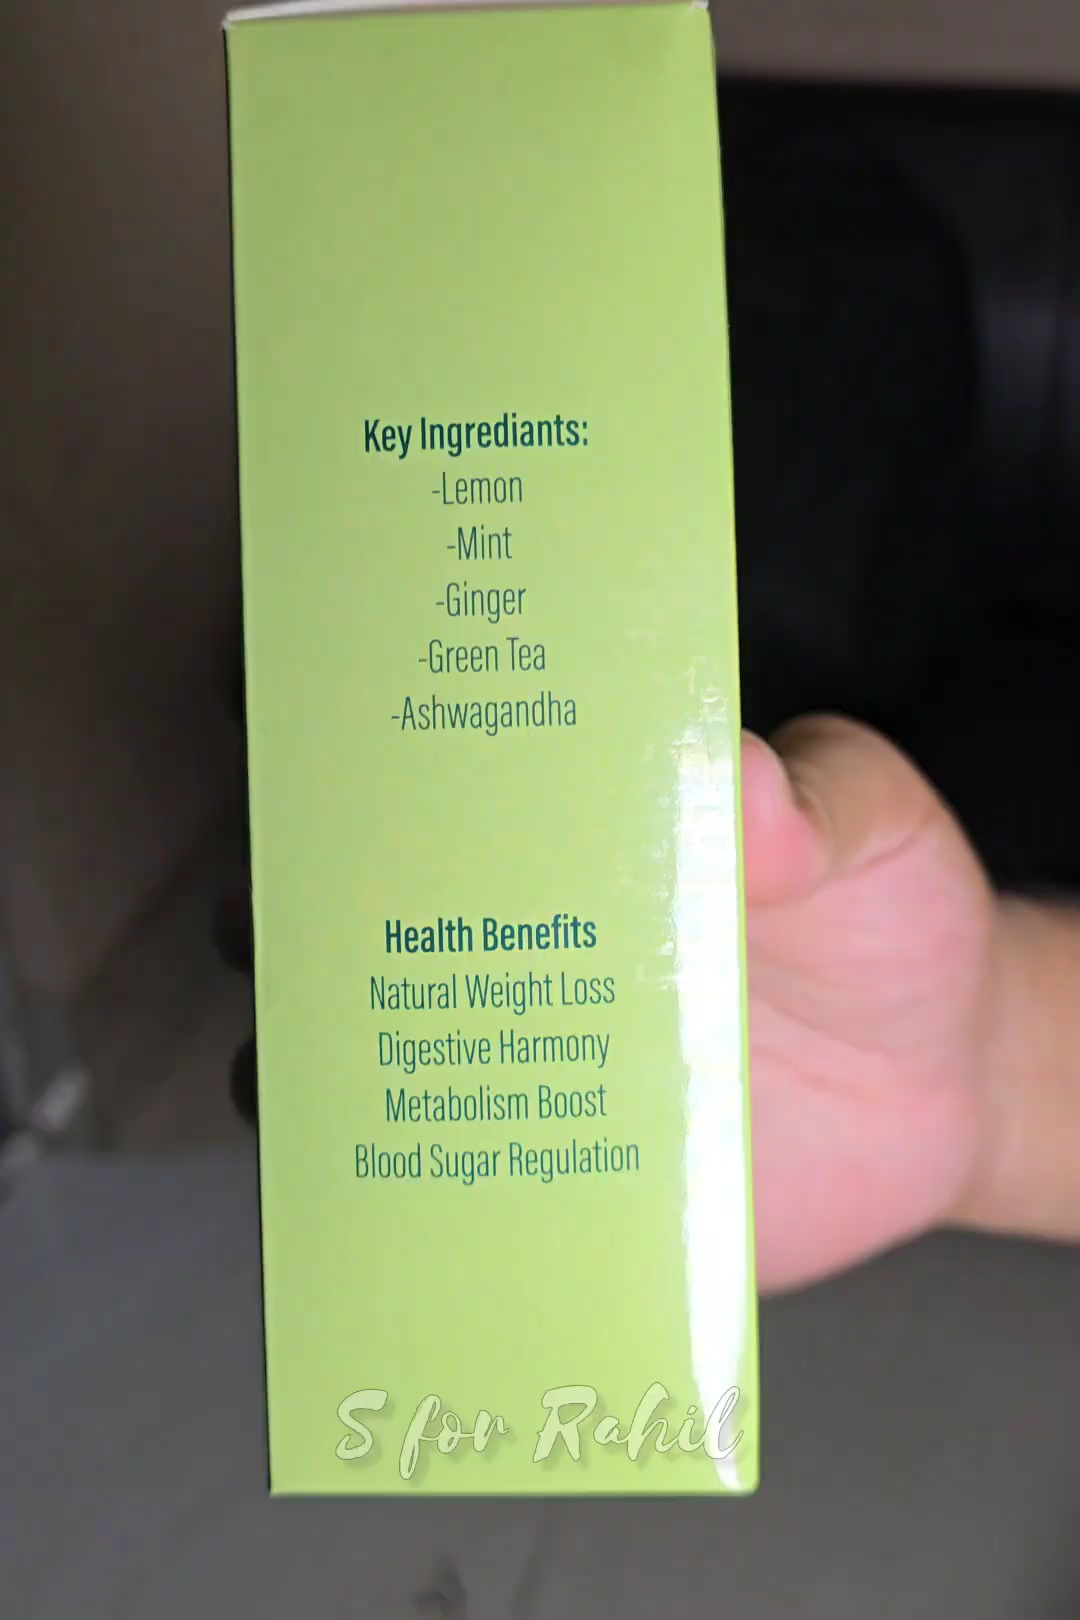 Key Ingrediants:
-Lemon
-Mint
-Ginger
-Green Tea
-Ashwagandha
Health Benefits
Natural Weight Loss
Digestive Harmony
Metabolism Boost
Blood Sugar Regulation
S for Rahil